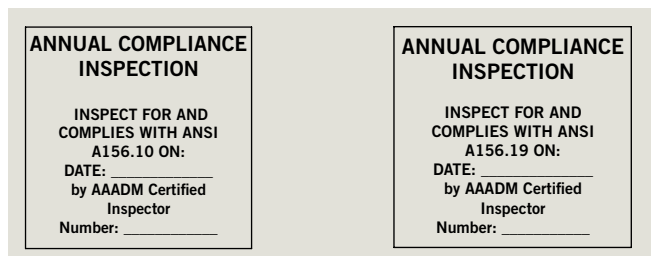 ANNUAL COMPLIANCE
INSPECTION
INSPECT FOR AND
COMPLIES WITH ANSI
A156.10 ON:
DATE: _____________
by AAADM Certified
Inspector
Number: ____________
ANNUAL COMPLIANCE
INSPECTION
INSPECT FOR AND
COMPLIES WITH ANSI
A156.19 ON:
DATE: ______________
by AAADM Certified
Inspector
Number: ___________